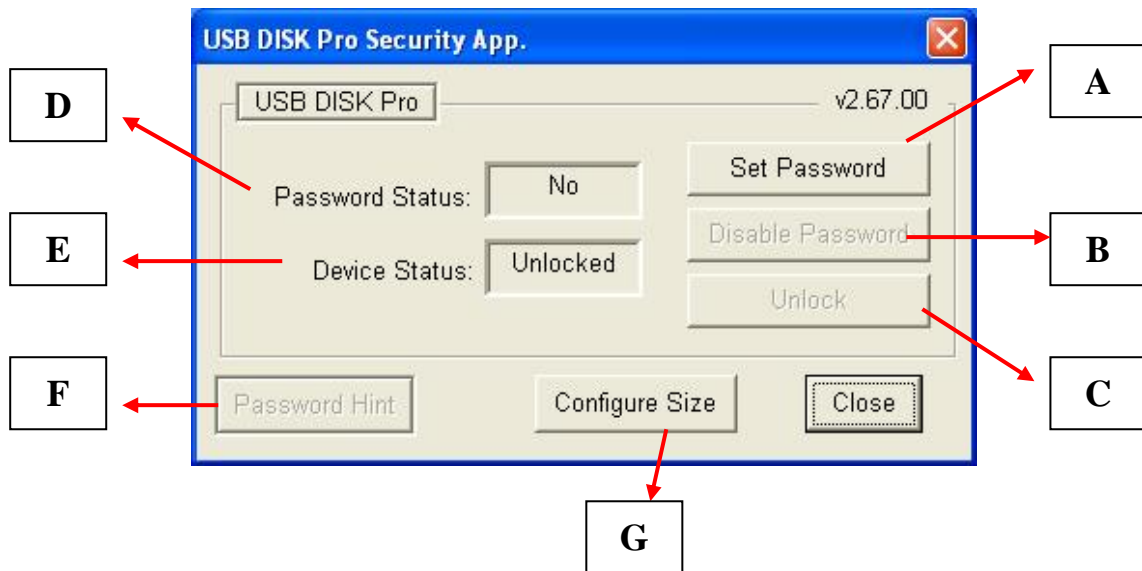 USB DISK Pro Security App.
USB DISK Pro
v2.67.00
A
D
Set Password
Password Status:
No
Disable Password
B
E
Device Status:
Unlocked
Unlock
C
F
Password Hint
Configure Size
Close
G